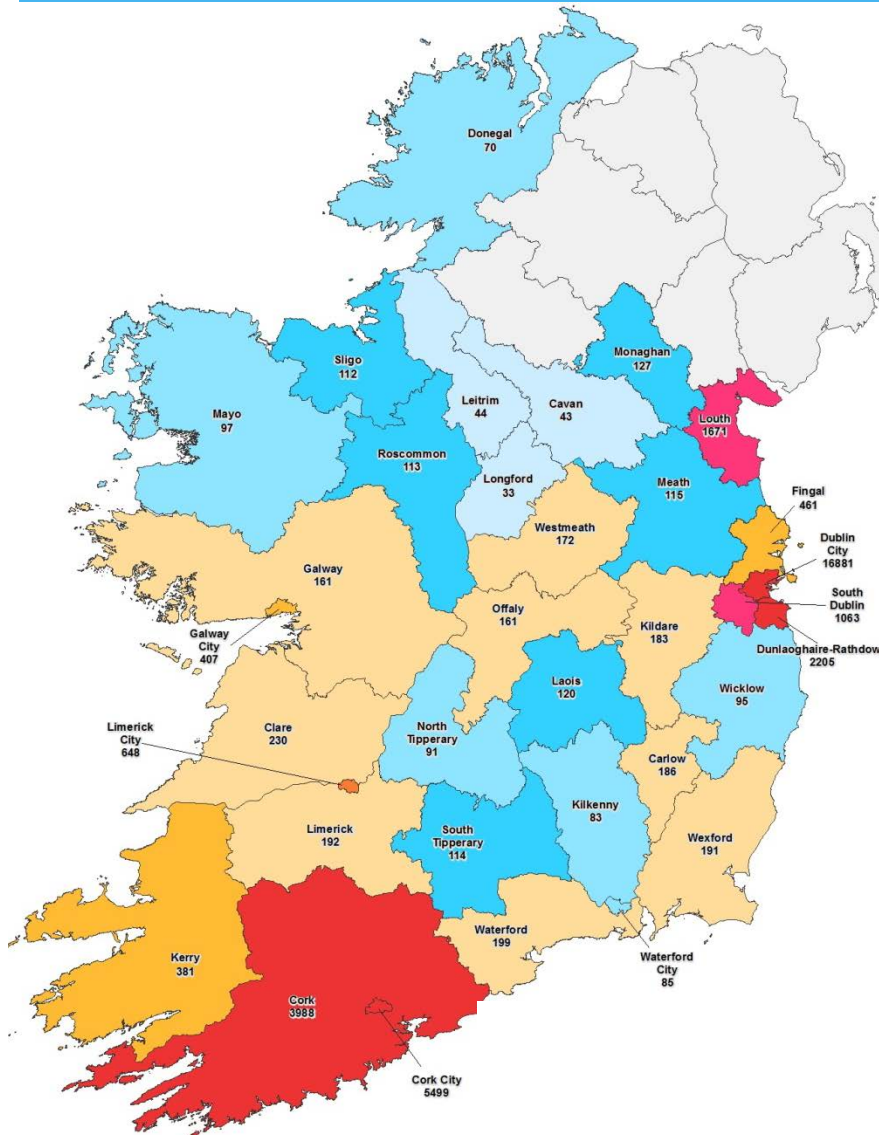 Donegal
70
Sligo
112
Monaghan
127
Leitrim
44
Cavan
43
Louth
1671
Mayo
97
Roscommon
113
Longford
33
Meath
115
Fingal
461
Westmeath
172
Dublin
City
16881
Galway
161
South
Dublin
1063
Offaly
161
Kildare
183
Galway
City
407
Dunlaoghaire-Rathdown
2205
Laois
120
Wicklow
95
Clare
230
North
Tipperary
91
Limerick
City
648
Carlow
186
Kilkenny
83
Limerick
192
South
Tipperary
114
Wexford
191
Waterford
199
Kerry
381
Waterford
City
85
Cork
3988
Cork City
5499